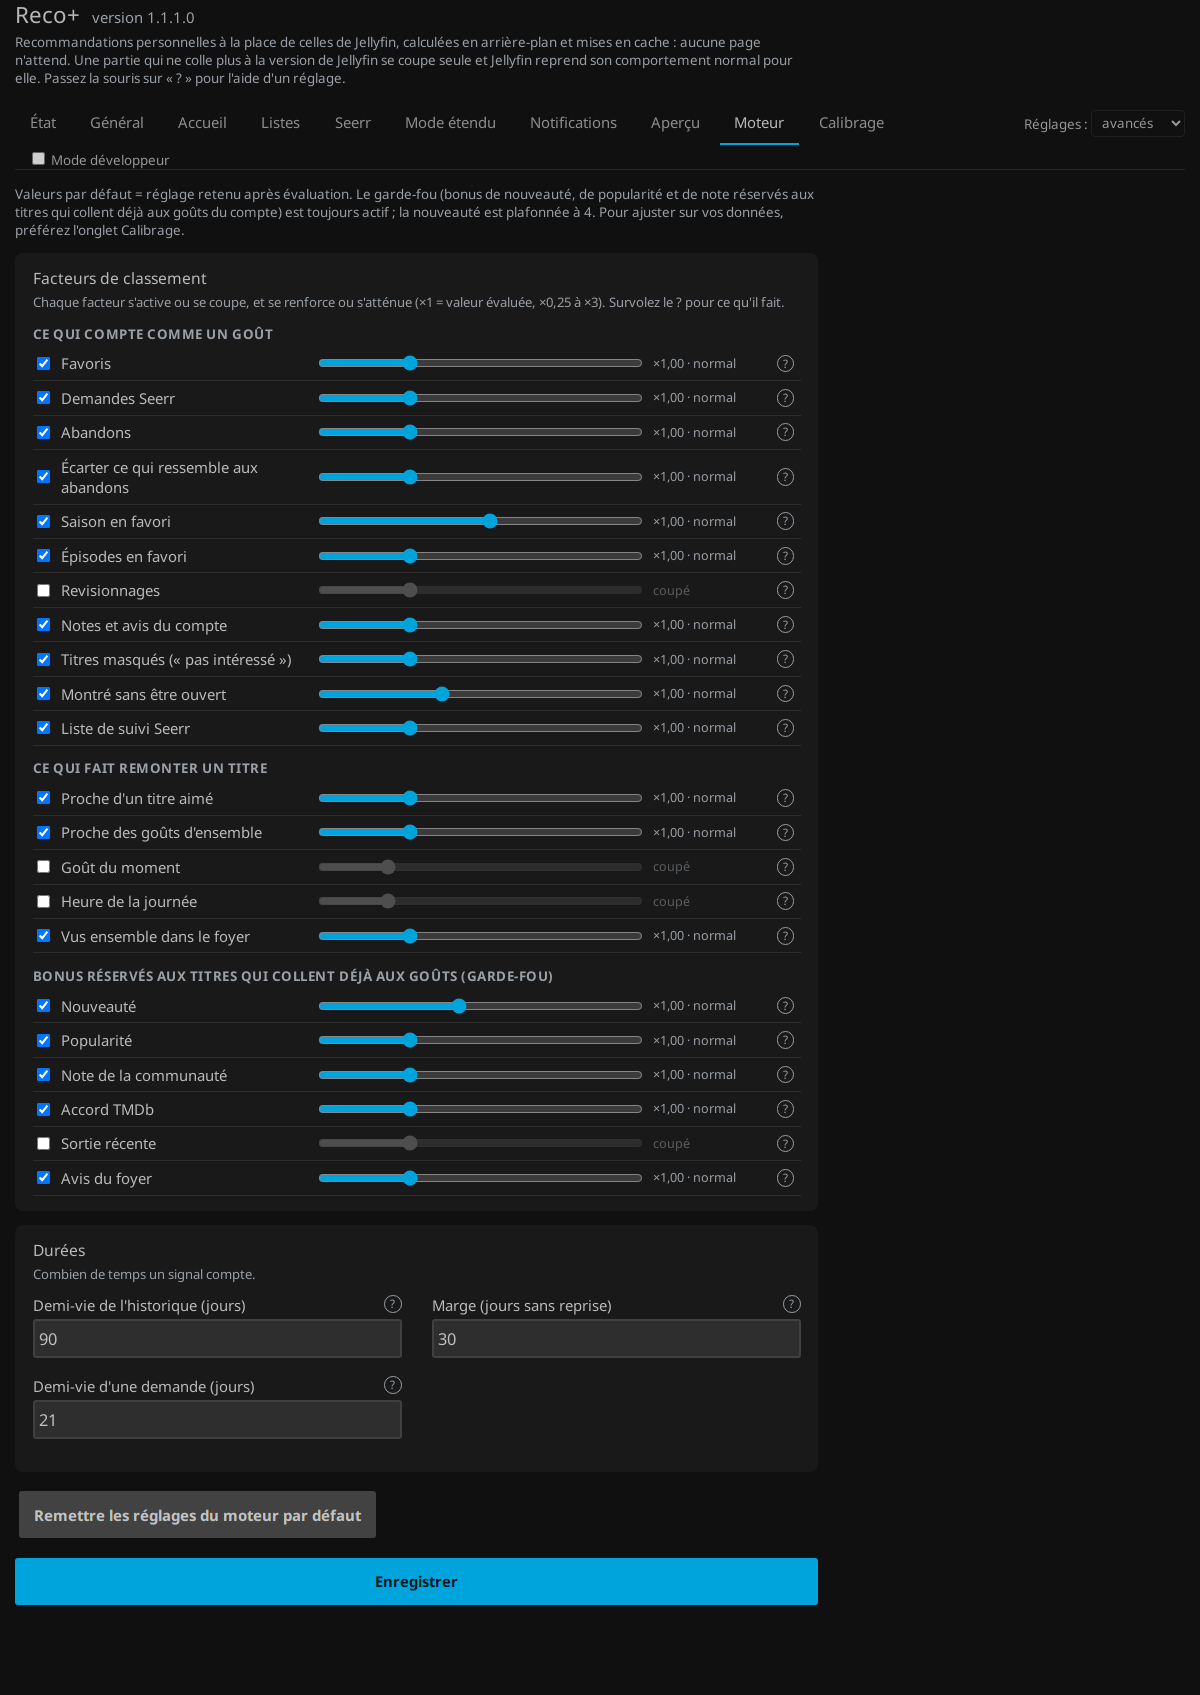 Reco+ version 1.1.1.0
Recommandations personnelles à la place de celles de Jellyfin, calculées en arrière-plan et mises en cache : aucune page
n'attend. Une partie qui ne colle plus à la version de Jellyfin se coupe seule et Jellyfin reprend son comportement normal pour
elle. Passez la souris sur « ? » pour l'aide d'un réglage.
État Général Accueil Listes Seerr Mode étendu Notifications Aperçu Moteur Calibrage Réglages : avancés
Mode développeur
Valeurs par défaut = réglage retenu après évaluation. Le garde-fou (bonus de nouveauté, de popularité et de note réservés aux
titres qui collent déjà aux goûts du compte) est toujours actif ; la nouveauté est plafonnée à 4. Pour ajuster sur vos données,
préférez l'onglet Calibrage.
Facteurs de classement
Chaque facteur s'active ou se coupe, et se renforce ou s'atténue (×1 = valeur évaluée, ×0,25 à ×3). Survolez le ? pour ce qu'il fait.
CE QUI COMPTE COMME UN GOÛT
Favoris ×1,00 · normal ?
Demandes Seerr ×1,00 · normal ?
Abandons ×1,00 · normal ?
Écarter ce qui ressemble aux
abandons ×1,00 · normal ?
Saison en favori ×1,00 · normal ?
Épisodes en favori ×1,00 · normal ?
Revisionnages coupé ?
Notes et avis du compte ×1,00 · normal ?
Titres masqués (« pas intéressé ») ×1,00 · normal ?
Montré sans être ouvert ×1,00 · normal ?
Liste de suivi Seerr ×1,00 · normal ?
CE QUI FAIT REMONTER UN TITRE
Proche d'un titre aimé ×1,00 · normal ?
Proche des goûts d'ensemble ×1,00 · normal ?
Goût du moment coupé ?
Heure de la journée coupé ?
Vus ensemble dans le foyer ×1,00 · normal ?
BONUS RÉSERVÉS AUX TITRES QUI COLLENT DÉJÀ AUX GOÛTS (GARDE-FOU)
Nouveauté ×1,00 · normal ?
Popularité ×1,00 · normal ?
Note de la communauté ×1,00 · normal ?
Accord TMDb ×1,00 · normal ?
Sortie récente coupé ?
Avis du foyer ×1,00 · normal ?
Durées
Combien de temps un signal compte.
Demi-vie de l'historique (jours) ? Marge (jours sans reprise) ?
90 30
Demi-vie d'une demande (jours) ?
21
Remettre les réglages du moteur par défaut
Enregistrer